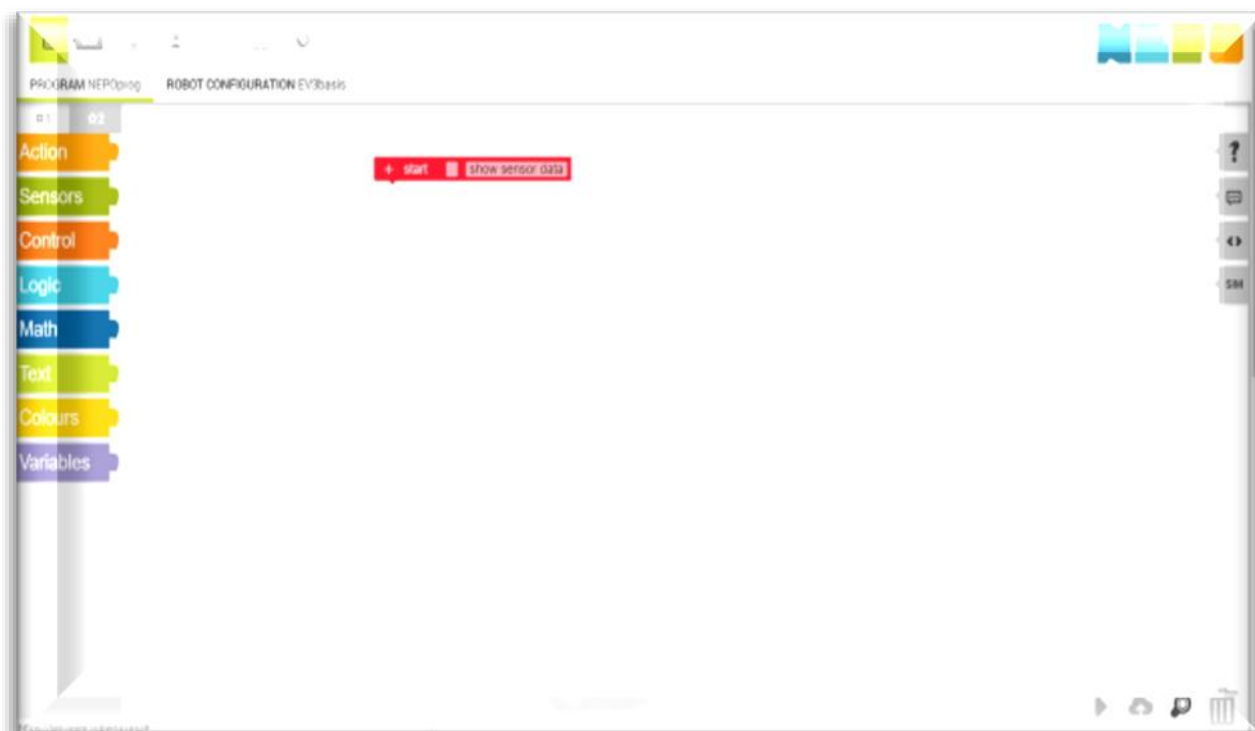 PROGRAM NEPOprog ROBOT CONFIGURATION EV3basis
Action
Sensors
Control
Logic
Math
Text
Colours
Variables
+ start show sensor data
?
SIM